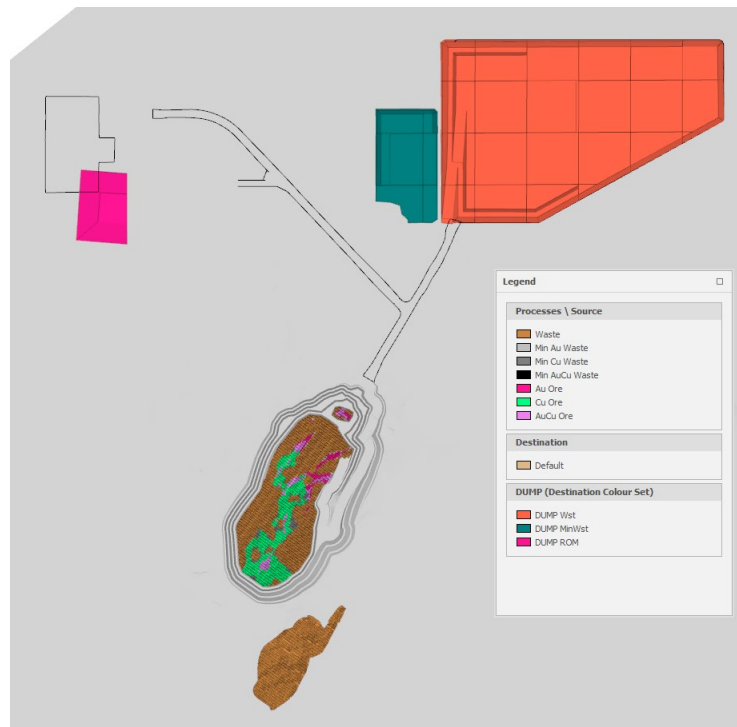 Legend
Processes \ Source
Waste
Min Au Waste
Min Cu Waste
Min AuCu Waste
Au Ore
Cu Ore
AuCu Ore
Destination
Default
DUMP (Destination Colour Set)
DUMP Wst
DUMP MinWst
DUMP ROM